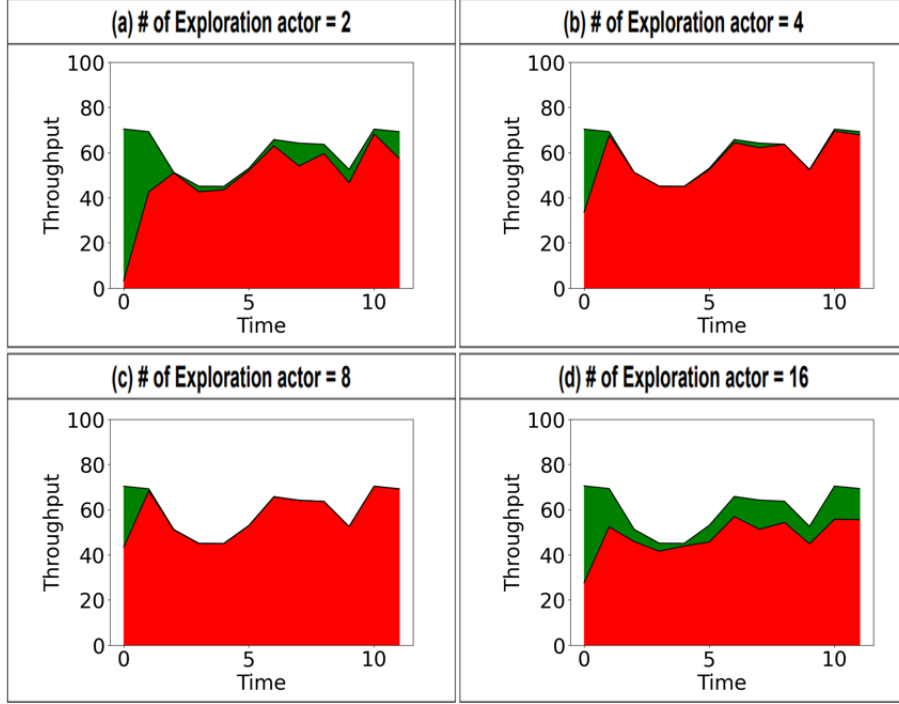 (a) # of Exploration actor = 2
100
80
60
40
20
0
Throughput
0 5 10
Time
(b) # of Exploration actor = 4
100
80
60
40
20
0
Throughput
0 5 10
Time
(c) # of Exploration actor = 8
100
80
60
40
20
0
Throughput
0 5 10
Time
(d) # of Exploration actor = 16
100
80
60
40
20
0
Throughput
0 5 10
Time